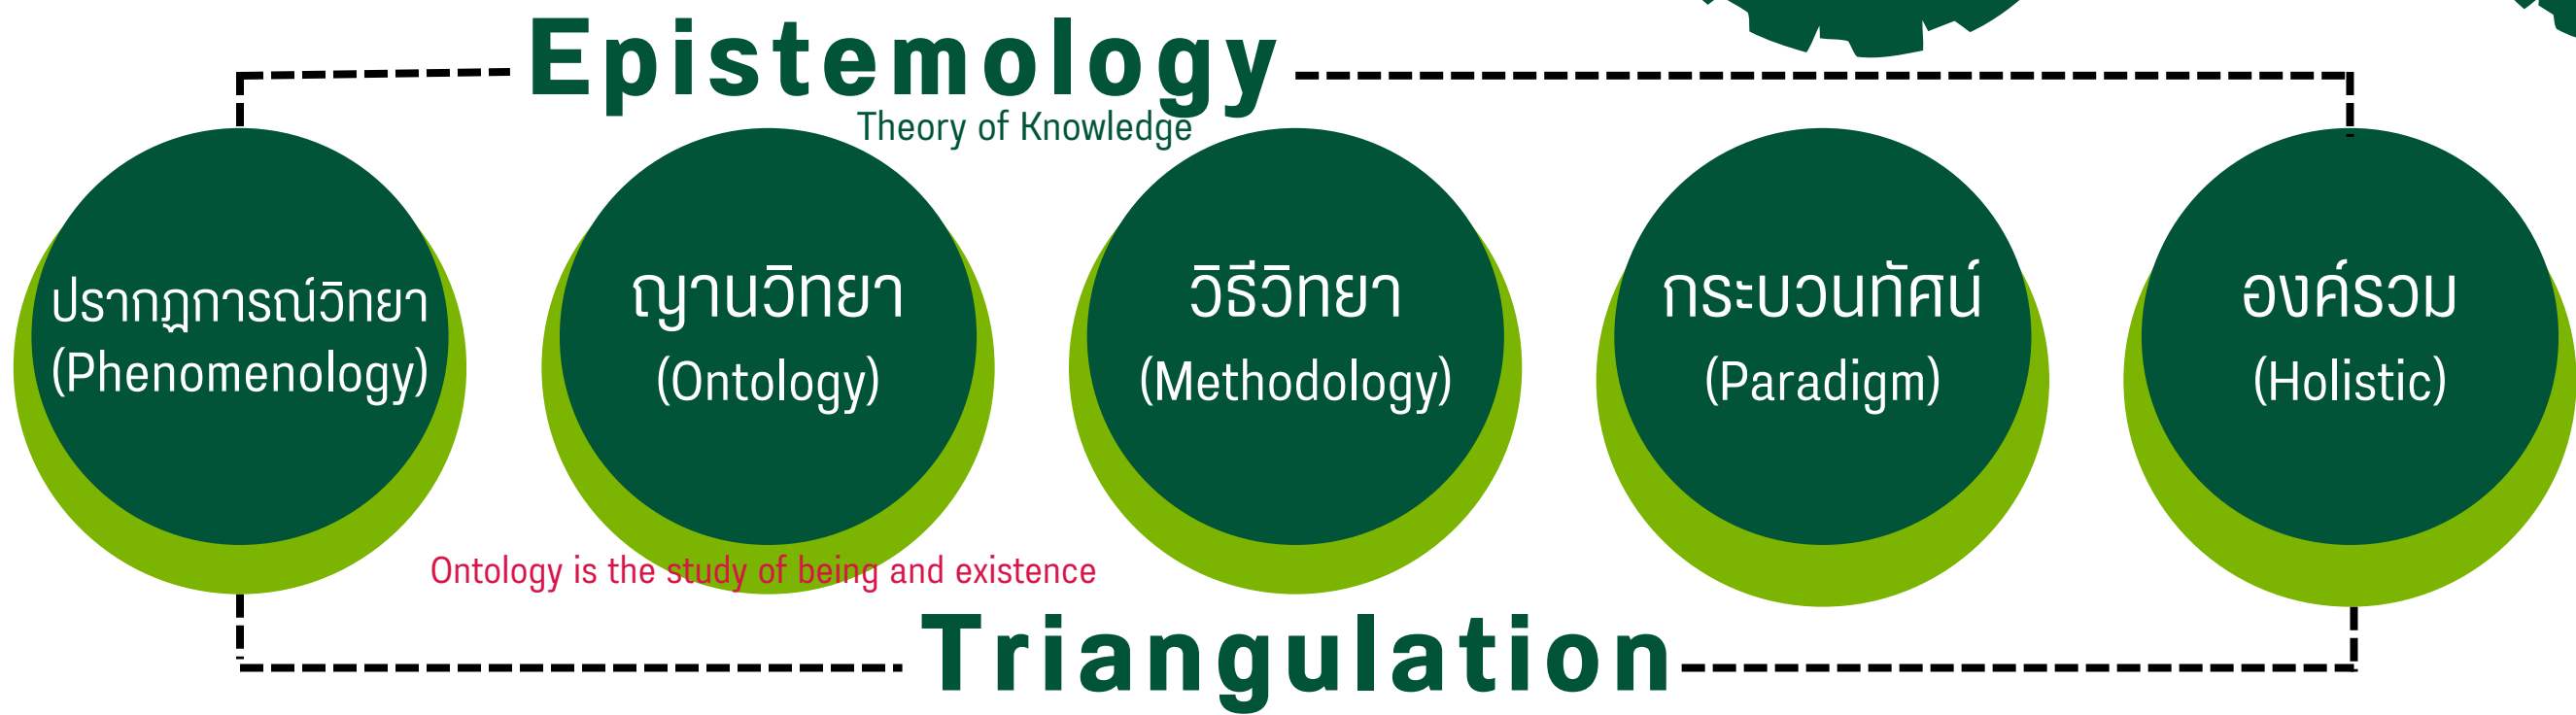 Epistemology
Theory of Knowledge
ปรากฏการณ์วิทยา
(Phenomenology)
ญานวิทยา
(Ontology)
วิธีวิทยา
(Methodology)
กระบวนทัศน์
(Paradigm)
องค์รวม
(Holistic)
Ontology is the study of being and existence
Triangulation